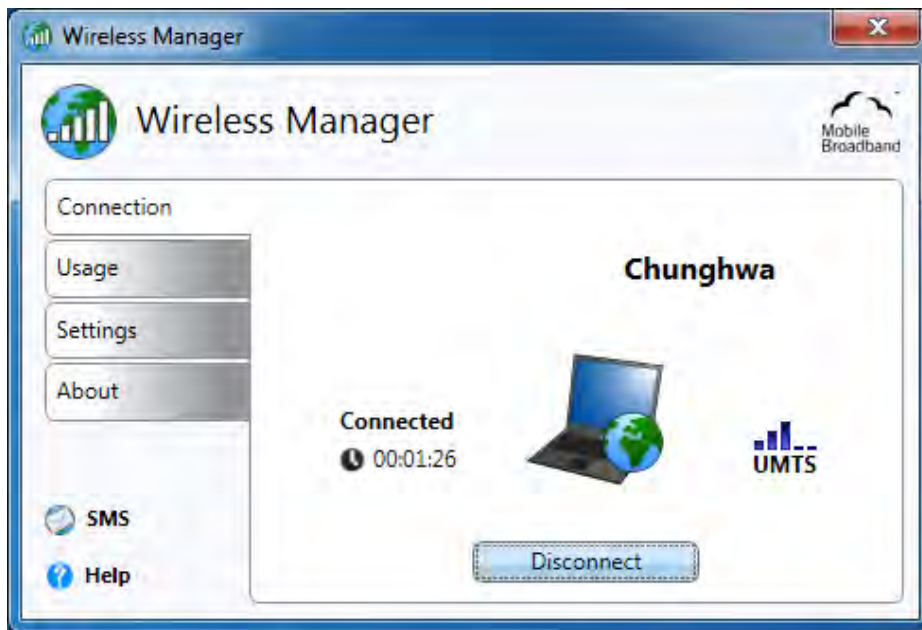 Wireless Manager
Wireless Manager
Mobile
Broadband
Connection
Usage
Settings
About
Chunghwa
Connected
00:01:26
UMTS
SMS
Help
Disconnect